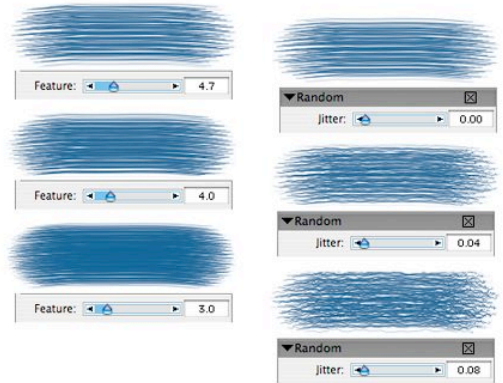 Feature: 4.7
Feature: 4.0
Feature: 3.0
Random
Jitter: 0.00
Random
Jitter: 0.04
Random
Jitter: 0.08